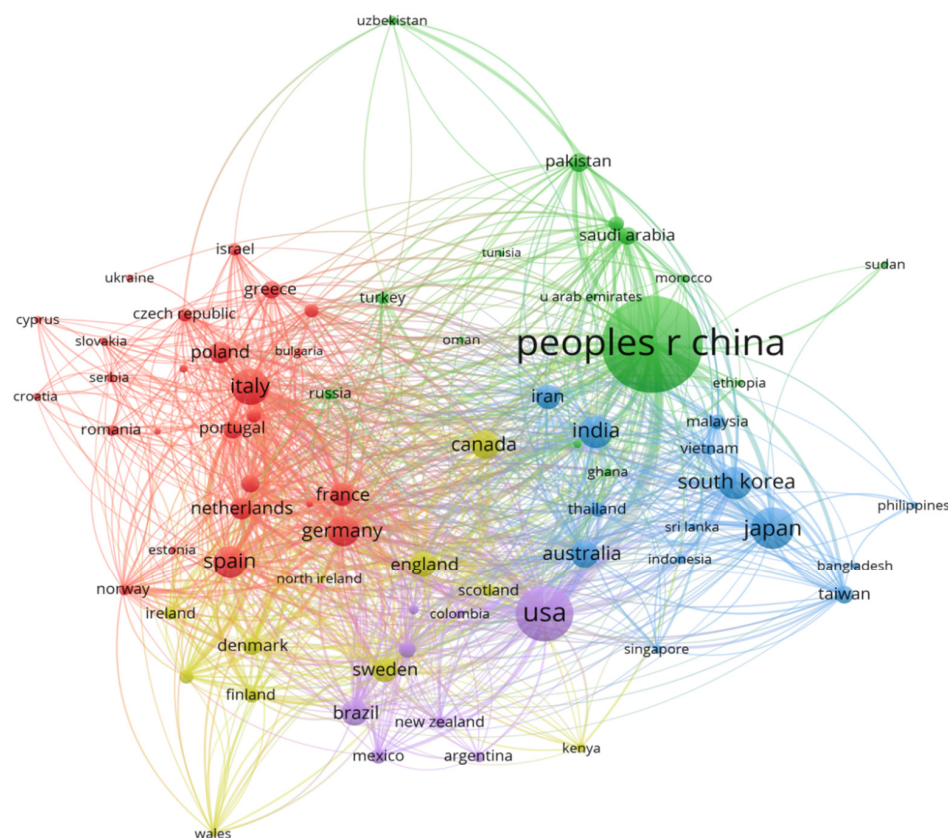 uzbekistan
pakistan
saudi arabia
israel
tunisia
sudan
ukraine
morocco
greece
turkey
u arab emirates
czech republic
cyprus
slovakia
oman
peoples r china
poland
bulgaria
serbia
italy
ethiopia
croatia
russia
iran
malaysia
romania
portugal
india
canada
vietnam
ghana
south korea
france
netherlands
thailand
philippines
germany
sri lanka
japan
estonia
australia
spain
england
indonesia
bangladesh
north ireland
norway
scotland
taiwan
ireland
colombia
usa
denmark
singapore
sweden
finland
brazil
new zealand
kenya
mexico
argentina
wales